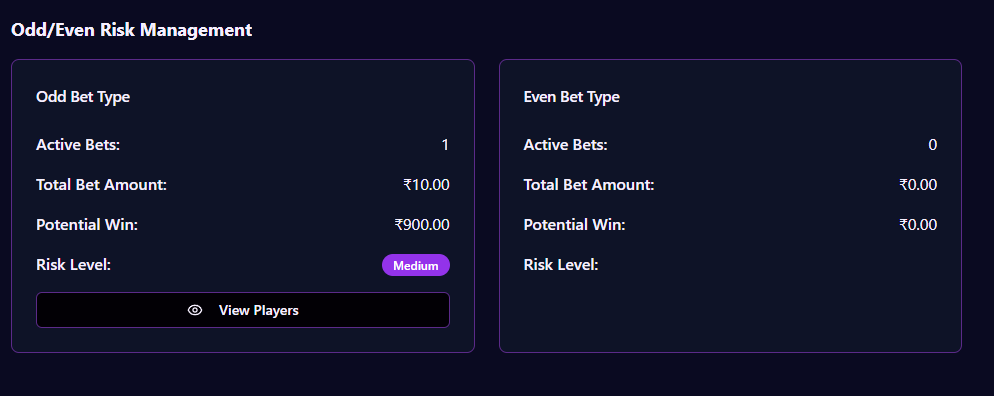 Odd/Even Risk Management
Odd Bet Type
Active Bets: 1
Total Bet Amount: ₹10.00
Potential Win: ₹900.00
Risk Level: Medium
View Players
Even Bet Type
Active Bets: 0
Total Bet Amount: ₹0.00
Potential Win: ₹0.00
Risk Level: